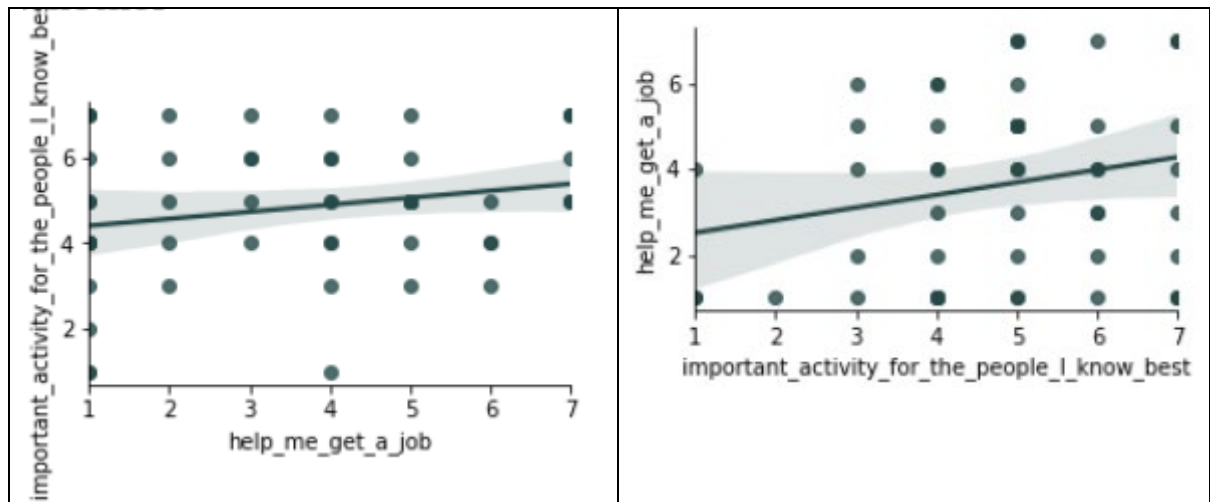 important_activity_for_the_people_I_know_bes
6
4
2
1 2 3 4 5 6 7
help_me_get_a_job
help_me_get_a_job
6
4
2
1 2 3 4 5 6 7
important_activity_for_the_people_I_know_best